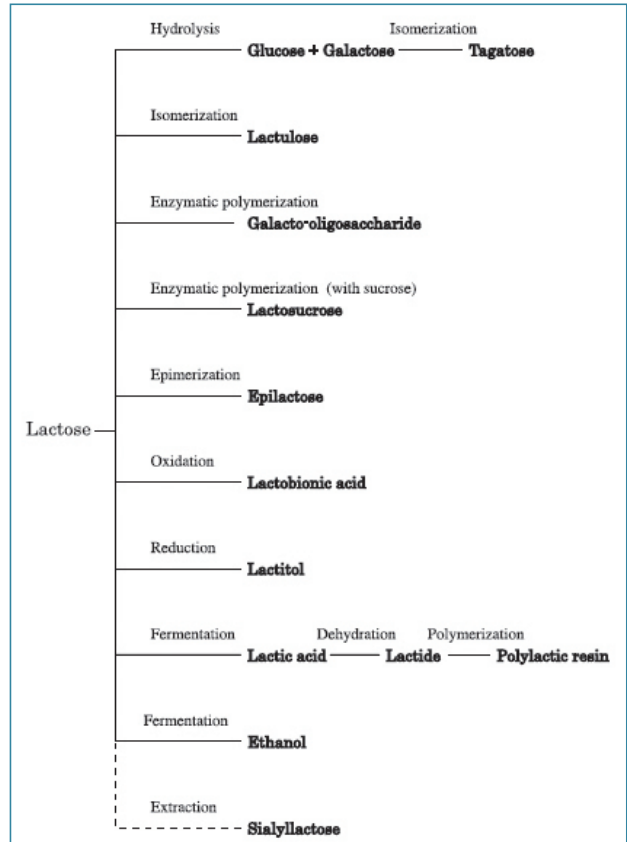 Hydrolysis Isomerization
Glucose + Galactose Tagatose
Isomerization
Lactulose
Enzymatic polymerization
Galacto-oligosaccharide
Enzymatic polymerization (with sucrose)
Lactosucrose
Epimerization
Epilactose
Lactose
Oxidation
Lactobionic acid
Reduction
Lactitol
Fermentation Dehydration Polymerization
Lactic acid Lactide Polylactic resin
Fermentation
Ethanol
Extraction
Sialyllactose